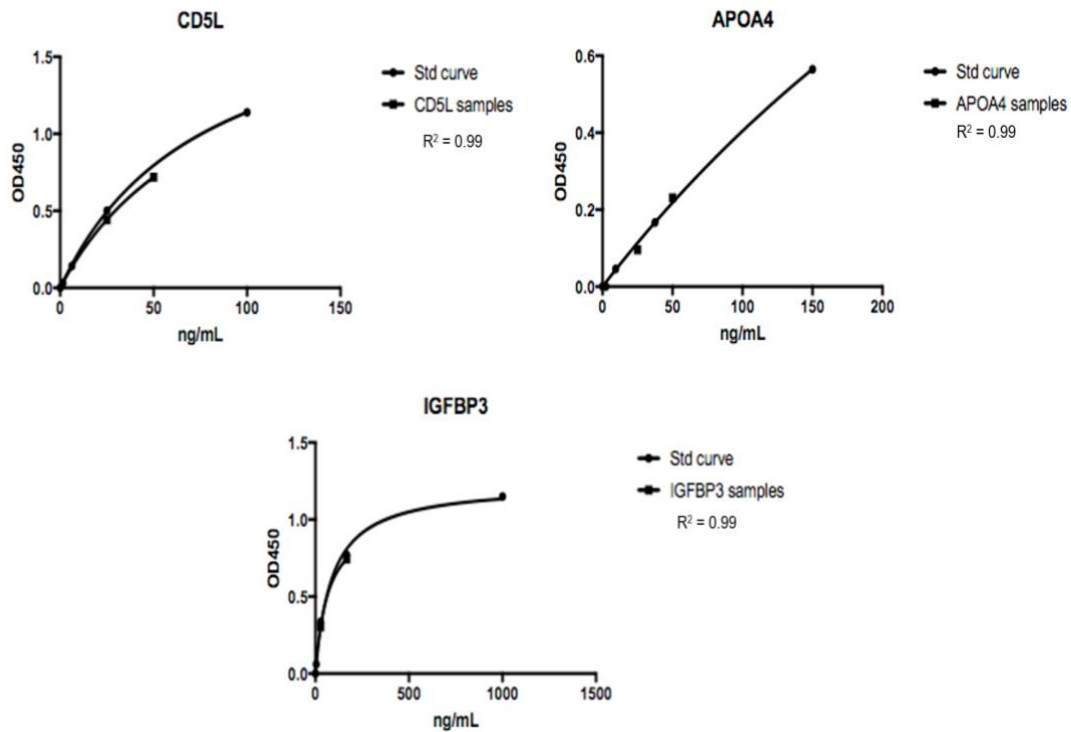 CD5L
1.5
1.0
0.5
0.0
0
50
100
150
OD450
ng/mL
Std curve
CD5L samples
R² = 0.99
APOA4
0.6
0.4
0.2
0.0
0
50
100
150
200
OD450
ng/mL
Std curve
APOA4 samples
R² = 0.99
IGFBP3
1.5
1.0
0.5
0.0
0
500
1000
1500
OD450
ng/mL
Std curve
IGFBP3 samples
R² = 0.99